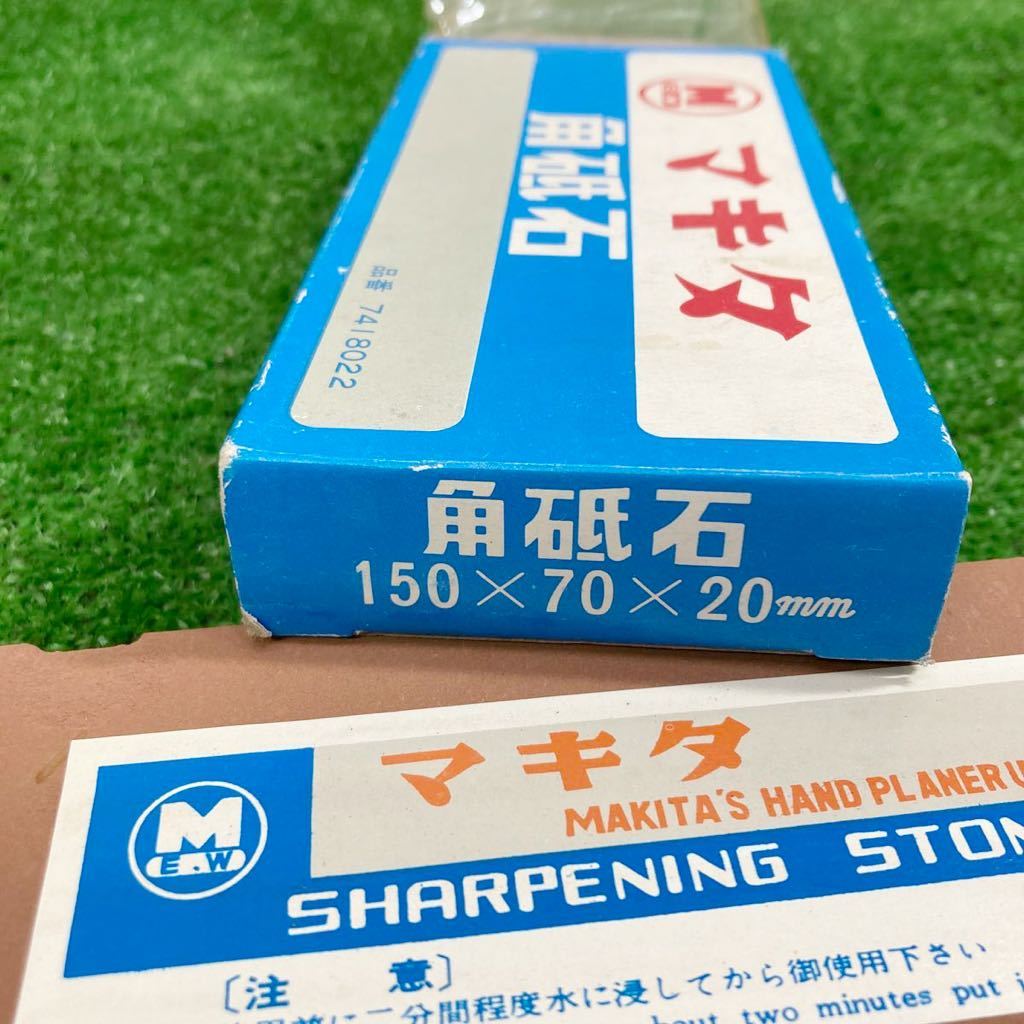 M
マキタ
角砥石
品番 7418022
角砥石
150×70×20mm
M
E.W
マキタ
MAKITA'S HAND PLANER
SHARPENING
〔注 意〕
二分間程度水に浸してから御使用下さい
two minutes put